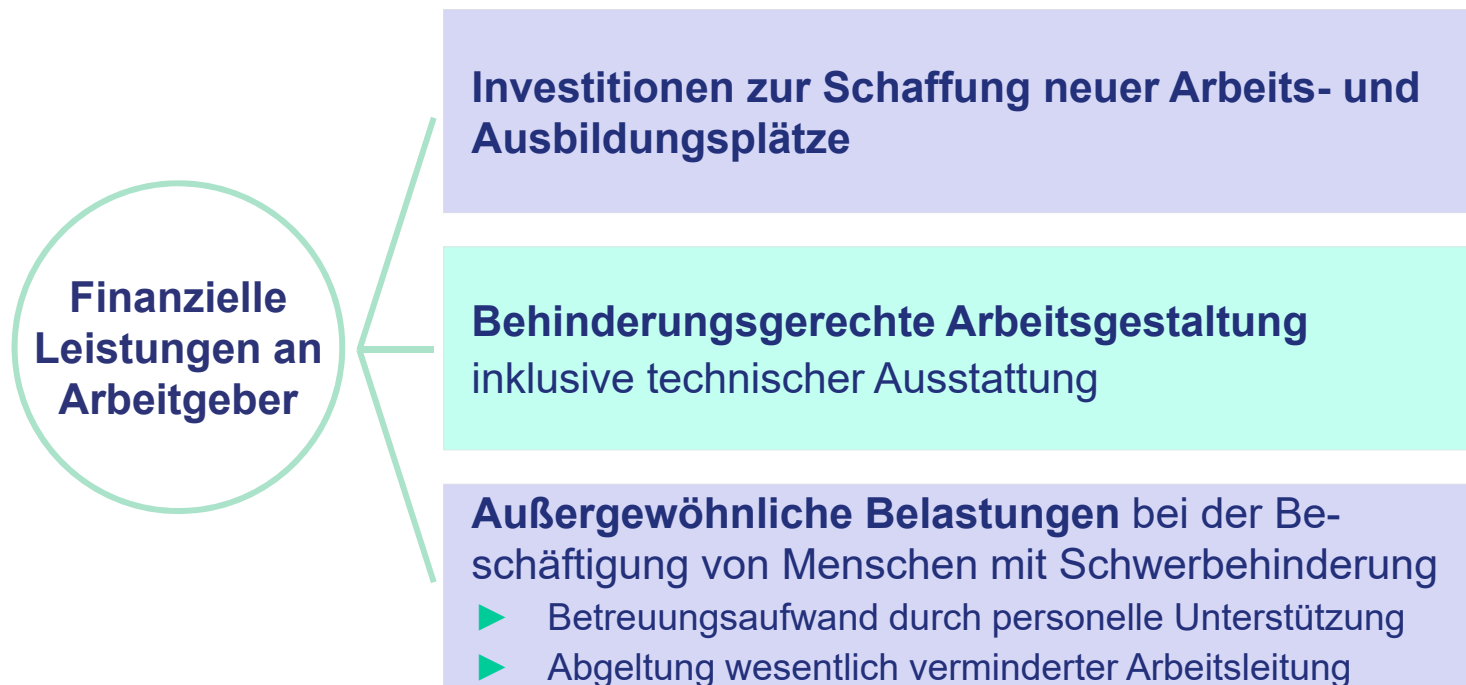 Finanzielle
Leistungen an
Arbeitgeber
Investitionen zur Schaffung neuer Arbeits- und
Ausbildungsplätze
Behinderungsgerechte Arbeitsgestaltung
inklusive technischer Ausstattung
Außergewöhnliche Belastungen bei der Be-
schäftigung von Menschen mit Schwerbehinderung
► Betreuungsaufwand durch personelle Unterstützung
► Abgeltung wesentlich verminderter Arbeitsleitung